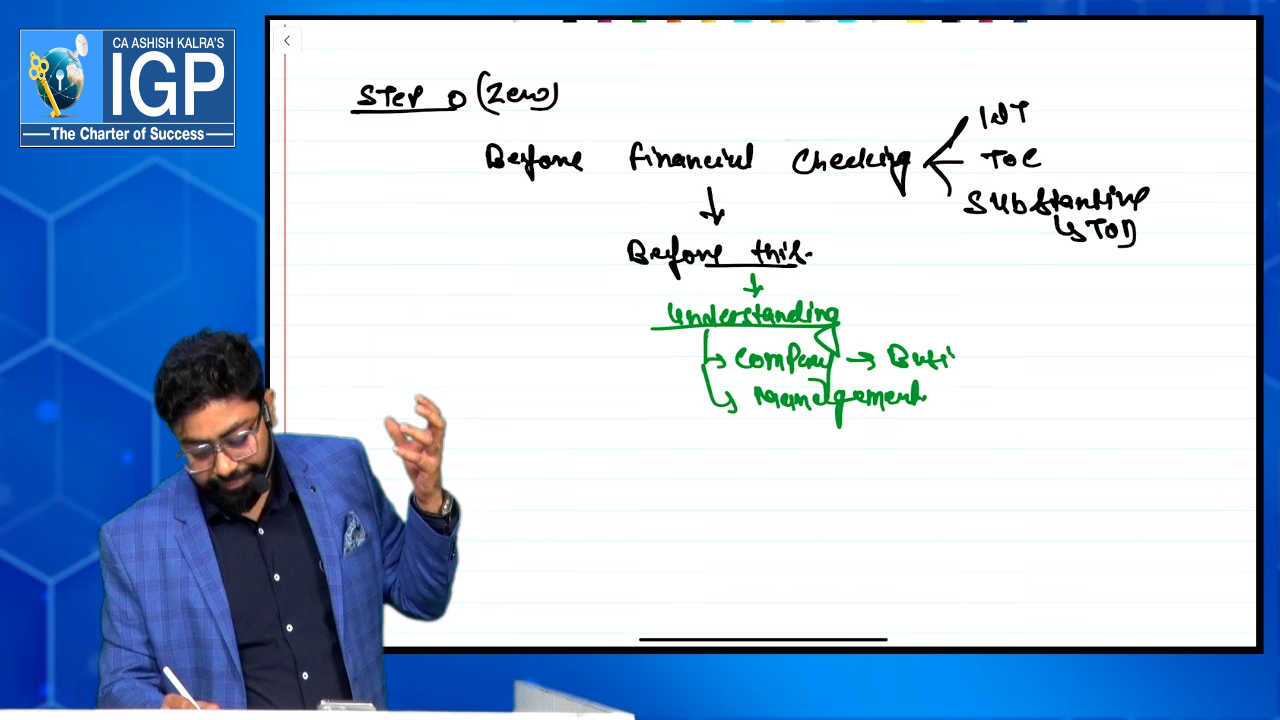 CA ASHISH KALRA'S
IGP
The Charter of Success
STEP 0 (Zero)
Before Financial Checking
TOC
Substantive
↳ TOD
↓
Before this.
↓
Understanding
→ Company → Busi
↳ Management